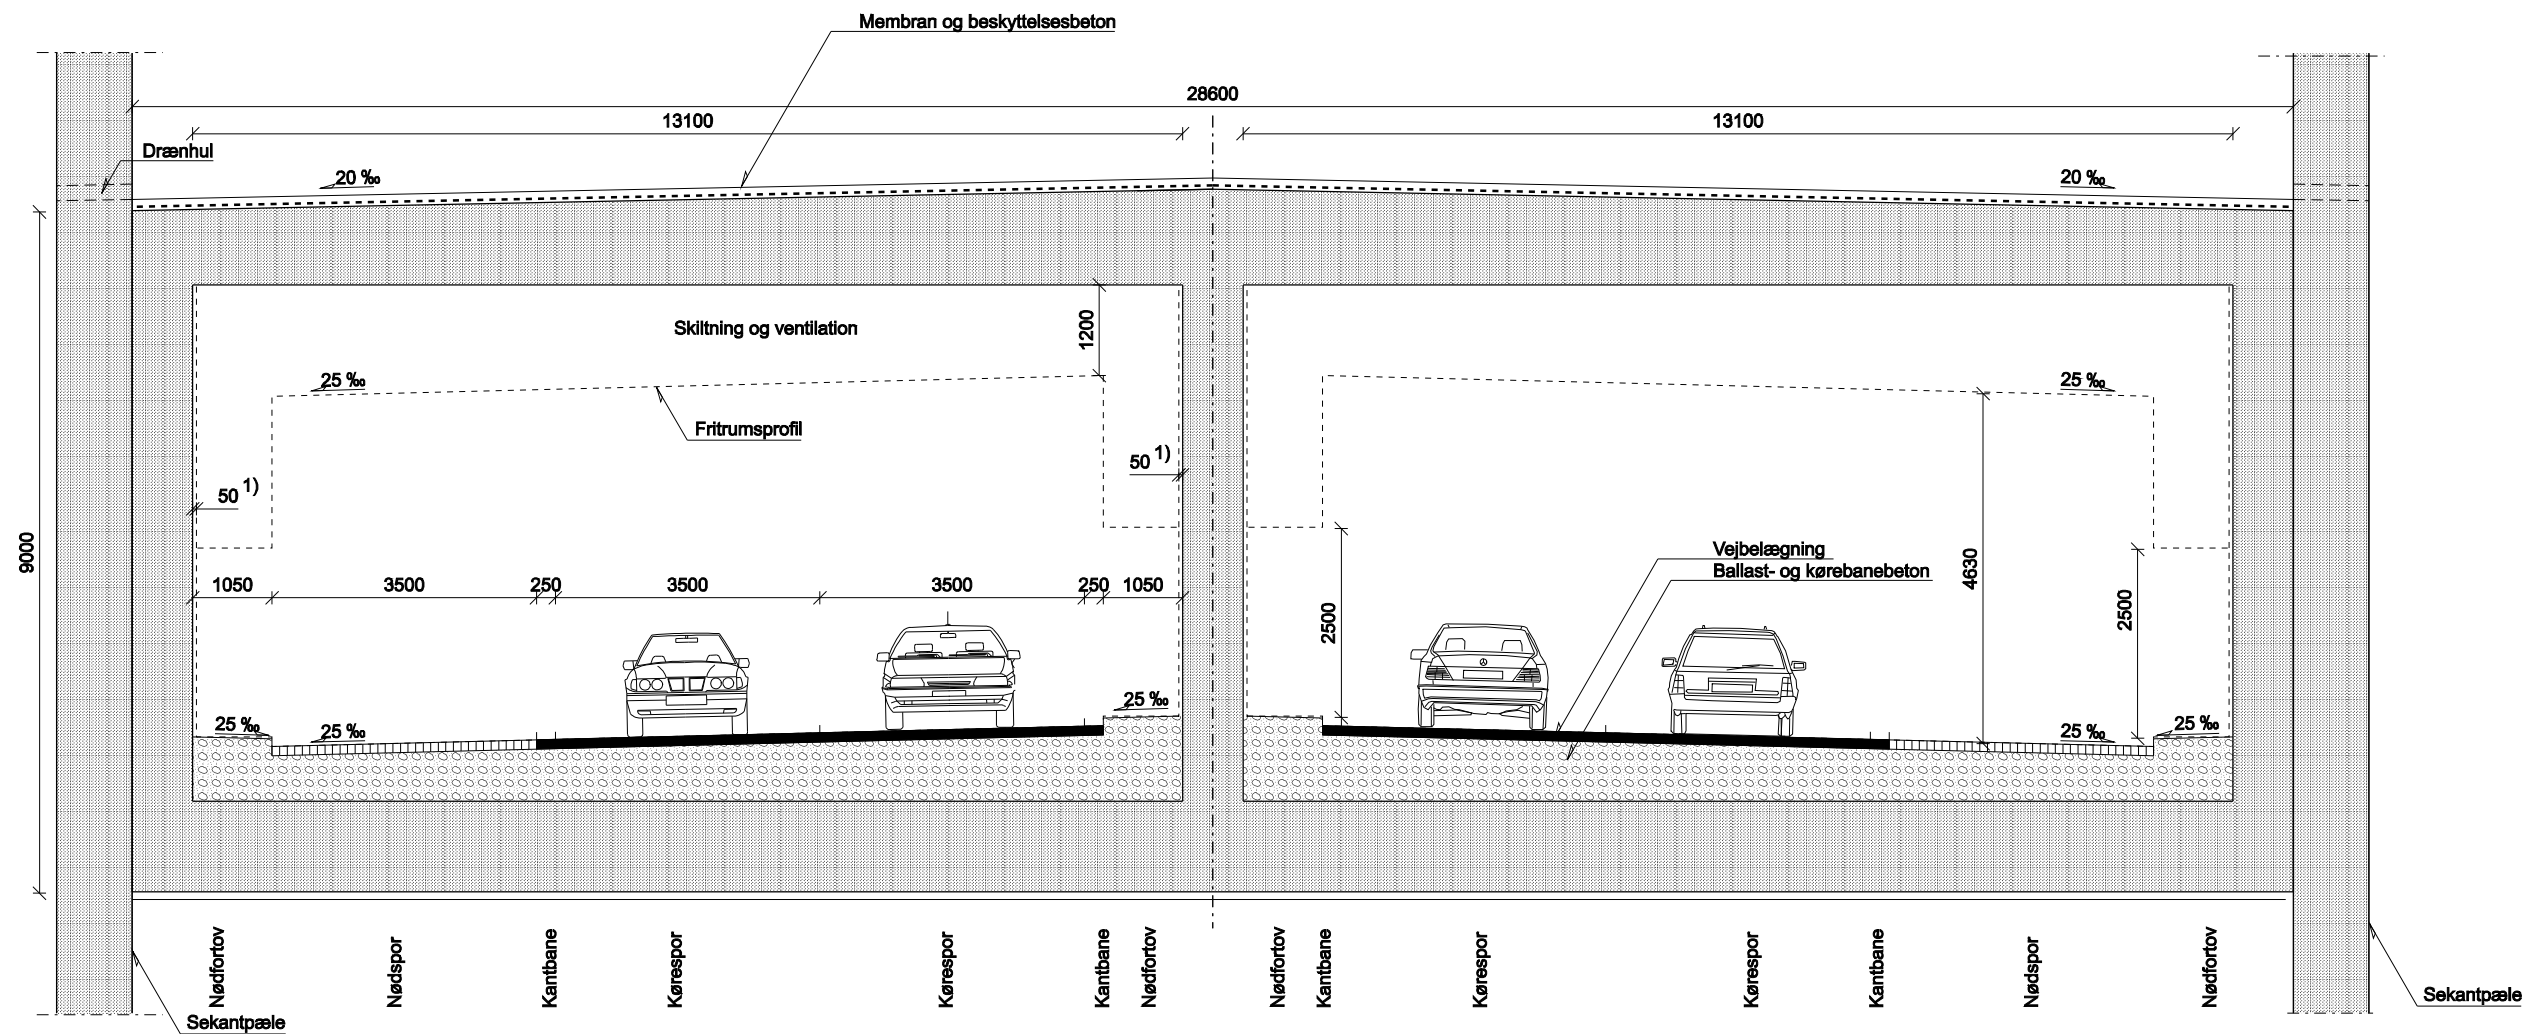 Membran og beskyttelsesbeton
28600
13100
13100
Drænhul
20 ‰
20 ‰
Skiltning og ventilation
1200
25 ‰
25 ‰
Fritrumsprofil
50 1)
50 1)
9000
Vejbelægning
Ballast- og kørebanebeton
4630
1050
3500
250
3500
3500
250
1050
2500
2500
25 ‰
25 ‰
25 ‰
25 ‰
25 ‰
Nødfortov
Nødspor
Kantbane
Kørespor
Kørespor
Kantbane
Nødfortov
Nødfortov
Kantbane
Kørespor
Kørespor
Kantbane
Nødspor
Nødfortov
Sekantpæle
Sekantpæle